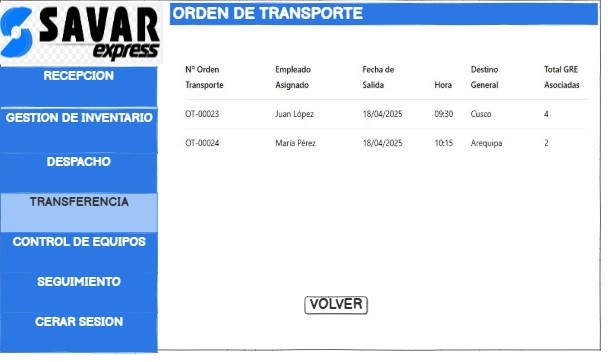 SAVAR
express
ORDEN DE TRANSPORTE
RECEPCION
GESTION DE INVENTARIO
DESPACHO
TRANSFERENCIA
CONTROL DE EQUIPOS
SEGUIMIENTO
CERAR SESION
Nº Orden Empleado Fecha de Destino Total GRE
Transporte Asignado Salida Hora General Asociadas
OT-00023 Juan López 18/04/2025 09:30 Cusco 4
OT-00024 María Pérez 18/04/2025 10:15 Arequipa 2
VOLVER